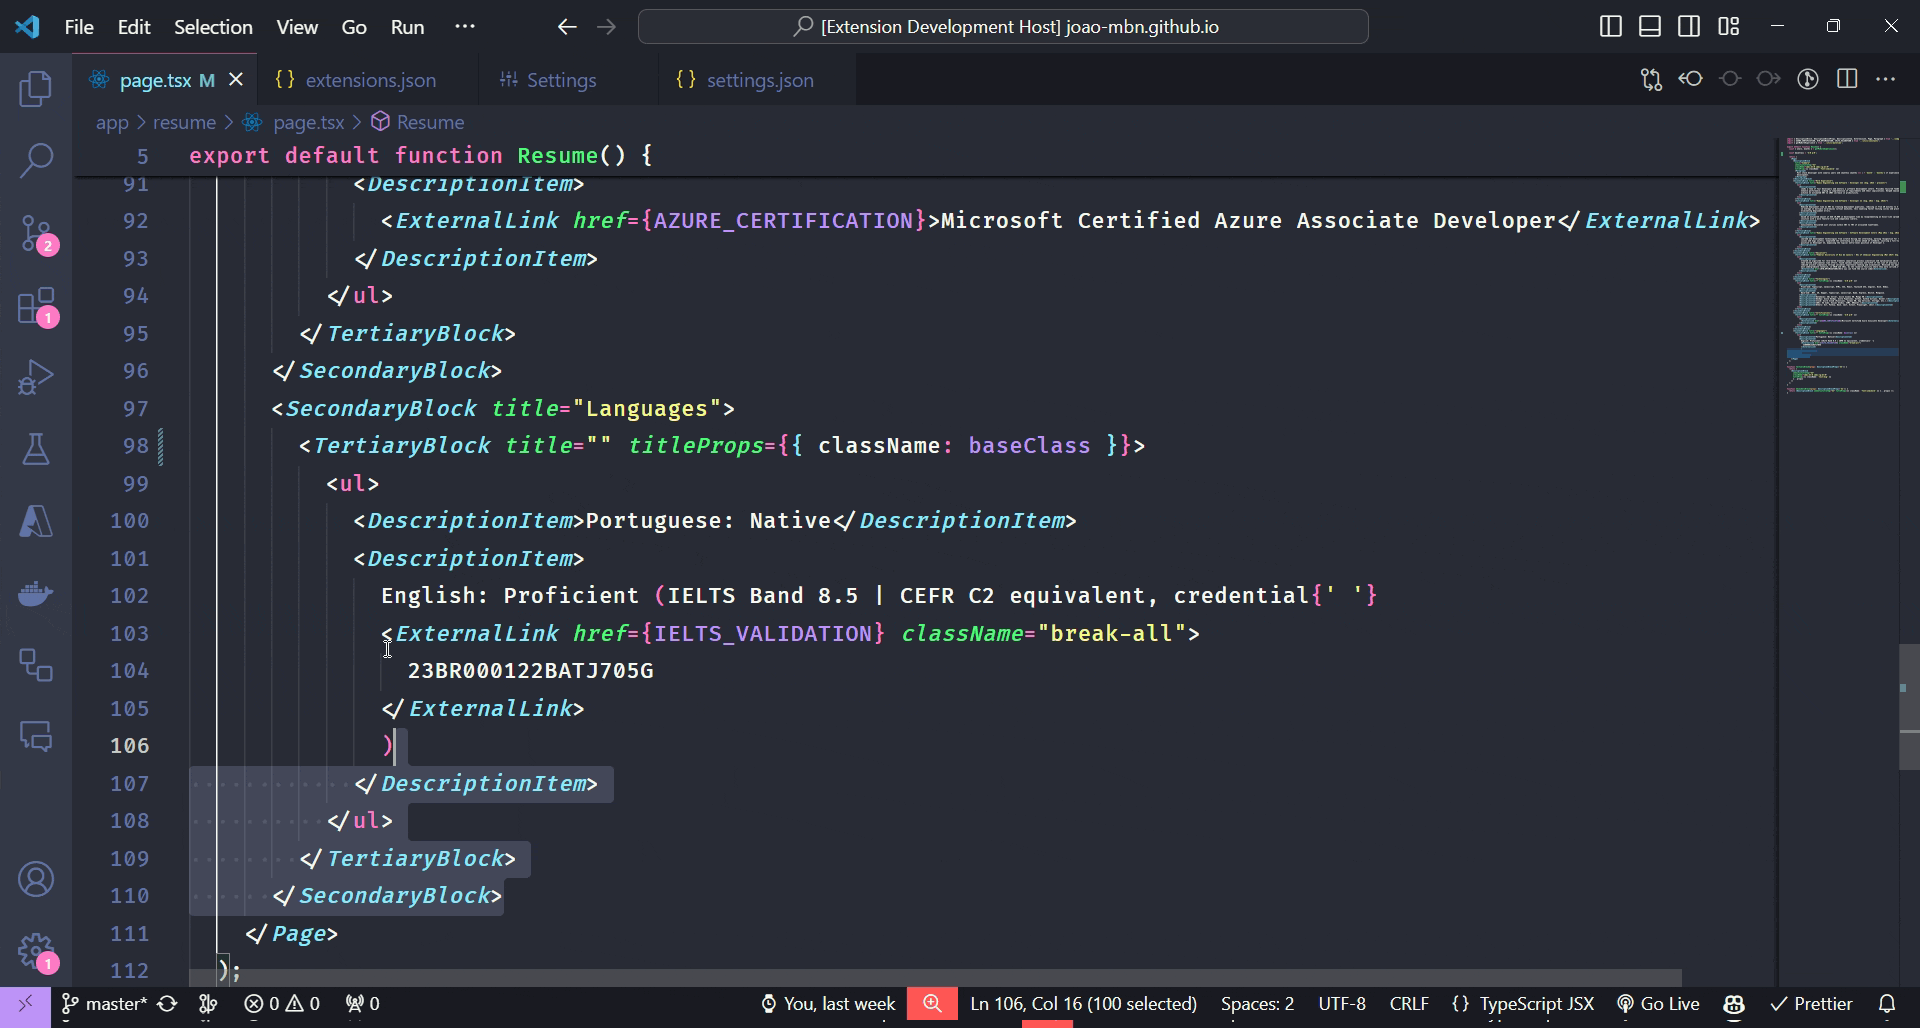 File Edit Selection View Go Run ··· [Extension Development Host] joao-mbn.github.io
page.tsx M {} extensions.json Settings {} settings.json
app > resume > page.tsx > Resume
5 export default function Resume() {
91 <DescriptionItem>
92 <ExternalLink href={AZURE_CERTIFICATION}>Microsoft Certified Azure Associate Developer</ExternalLink>
93 </DescriptionItem>
94 </ul>
95 </TertiaryBlock>
96 </SecondaryBlock>
97 <SecondaryBlock title="Languages">
98 <TertiaryBlock title="" titleProps={{ className: baseClass }}>
99 <ul>
100 <DescriptionItem>Portuguese: Native</DescriptionItem>
101 <DescriptionItem>
102 English: Proficient (IELTS Band 8.5 | CEFR C2 equivalent, credential{' '}
103 <ExternalLink href={IELTS_VALIDATION} className="break-all">
104 23BR000122BATJ705G
105 </ExternalLink>
106 )
107 </DescriptionItem>
108 </ul>
109 </TertiaryBlock>
110 </SecondaryBlock>
111 </Page>
112 );
2
1
1
master* 0 0 0 You, last week Ln 106, Col 16 (100 selected) Spaces: 2 UTF-8 CRLF {} TypeScript JSX Go Live Prettier